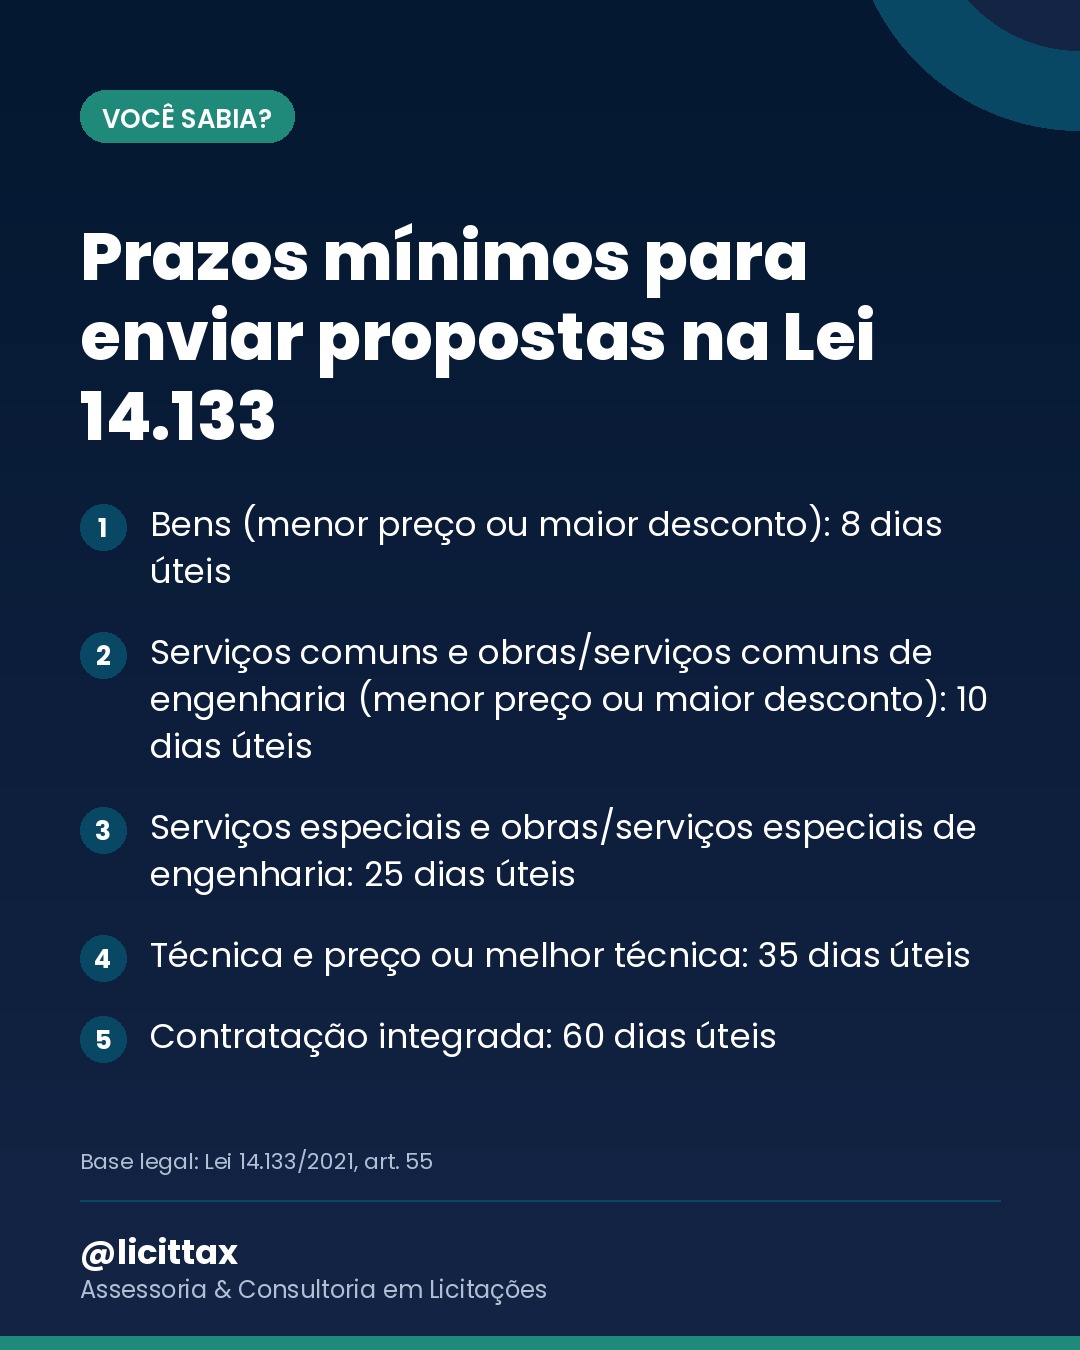 VOCÊ SABIA?
Prazos mínimos para
enviar propostas na Lei
14.133
1 Bens (menor preço ou maior desconto): 8 dias
úteis
2 Serviços comuns e obras/serviços comuns de
engenharia (menor preço ou maior desconto): 10
dias úteis
3 Serviços especiais e obras/serviços especiais de
engenharia: 25 dias úteis
4 Técnica e preço ou melhor técnica: 35 dias úteis
5 Contratação integrada: 60 dias úteis
Base legal: Lei 14.133/2021, art. 55
@licittax
Assessoria & Consultoria em Licitações